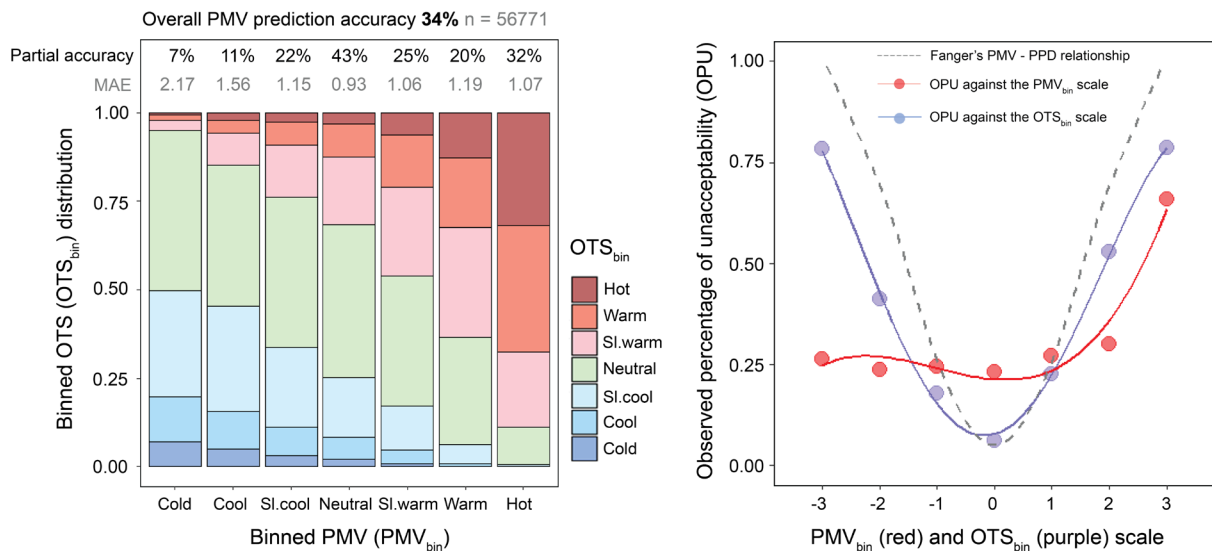 Overall PMV prediction accuracy 34% n = 56771
Partial accuracy 7% 11% 22% 43% 25% 20% 32%
MAE 2.17 1.56 1.15 0.93 1.06 1.19 1.07
Binned OTS (OTSbin) distribution
1.00
0.75
0.50
0.25
0.00
Cold Cool Sl.cool Neutral Sl.warm Warm Hot
Binned PMV (PMVbin)
OTSbin
Hot
Warm
Sl.warm
Neutral
Sl.cool
Cool
Cold
Observed percentage of unacceptability (OPU)
1.00
0.75
0.50
0.25
0.00
Fanger's PMV - PPD relationship
OPU against the PMVbin scale
OPU against the OTSbin scale
-3 -2 -1 0 1 2 3
PMVbin (red) and OTSbin (purple) scale